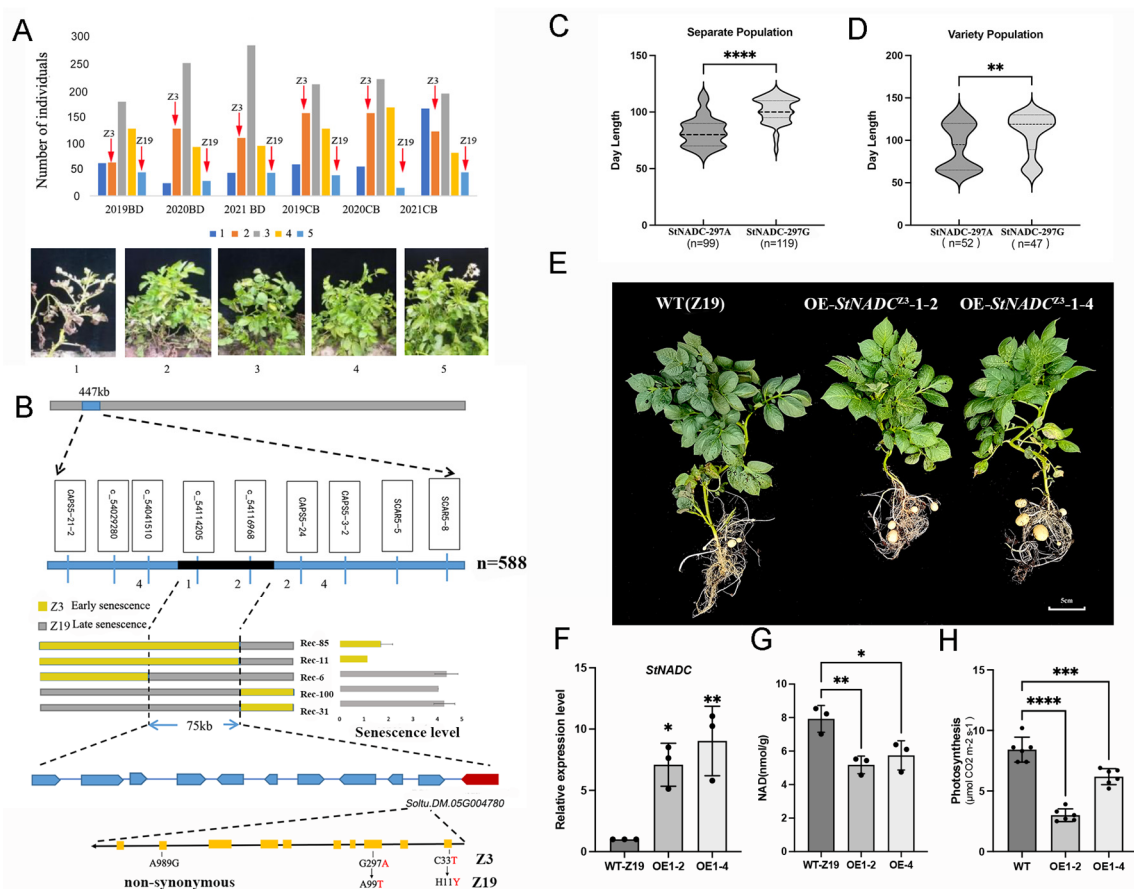 A
Number of individuals
300
250
200
150
100
50
0
Z3
Z19
Z3
Z19
Z3
Z19
Z3
Z19
Z3
Z19
Z3
Z19
2019BD 2020BD 2021 BD 2019CB 2020CB 2021CB
1 2 3 4 5
1 2 3 4 5
B
447kb
CAPS5-21-2
c_54029280
c_54041510
c_54114205
c_54116968
CAPS5-24
CAPS5-3-2
SCAR5-5
SCAR5-8
n=588
4 1 2 2 4
Z3 Early senescence
Z19 Late senescence
Rec-85
Rec-11
Rec-6
Rec-100
Rec-31
0 1 2 3 4 5
75kb
Senescence level
Soltu.DM.05G004780
A989G G297A C33T Z3
non-synonymous A99T H11Y Z19
C
Separate Population
Day Length
150
100
50
0
****
StNADC-297A StNADC-297G
(n=99) (n=119)
D
Variety Population
Day Length
200
150
100
50
0
**
StNADC-297A StNADC-297G
( n=52 ) ( n=47 )
E
WT(Z19) OE-StNADCZ3-1-2 OE-StNADCZ3-1-4
5cm
F
StNADC
Relative expression level
15
10
5
0
*
**
WT-Z19 OE1-2 OE1-4
G
NAD(nmol/g)
10
8
6
4
2
0
**
*
WT-Z19 OE1-2 OE-4
H
Photosynthesis
(μmol CO2 m-2 s-1 )
15
10
5
0
****
***
WT OE1-2 OE1-4